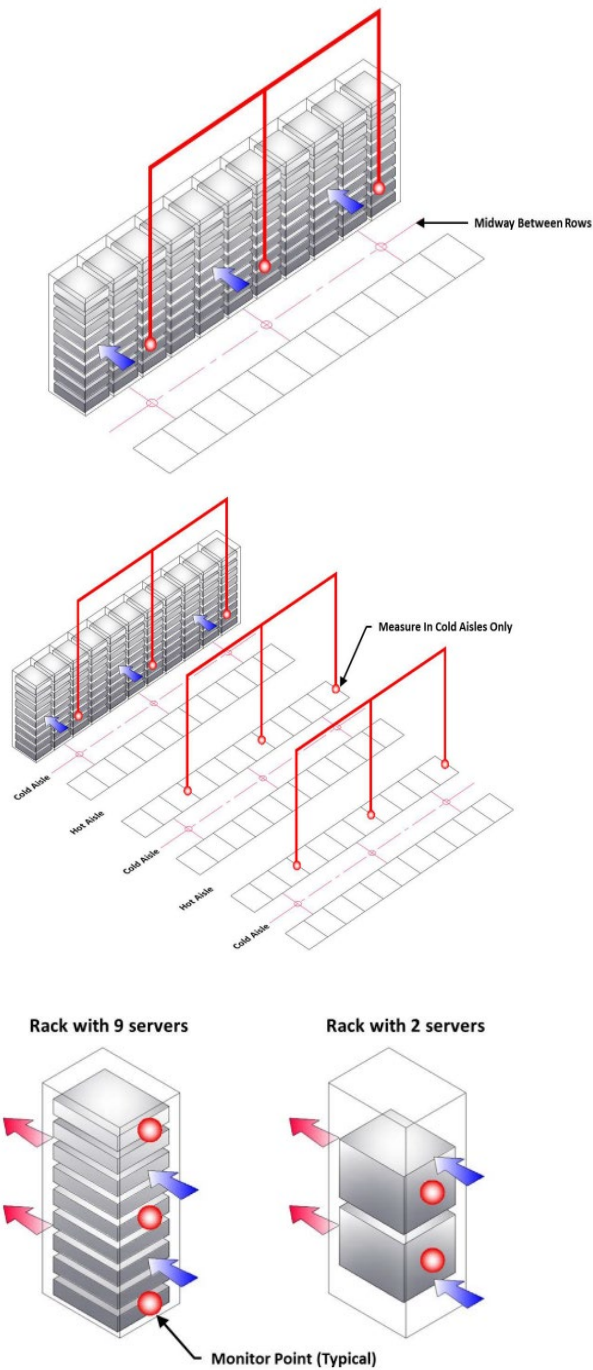 Midway Between Rows
Measure In Cold Aisles Only
Cold Aisle
Hot Aisle
Cold Aisle
Hot Aisle
Cold Aisle
Rack with 9 servers
Rack with 2 servers
Monitor Point (Typical)